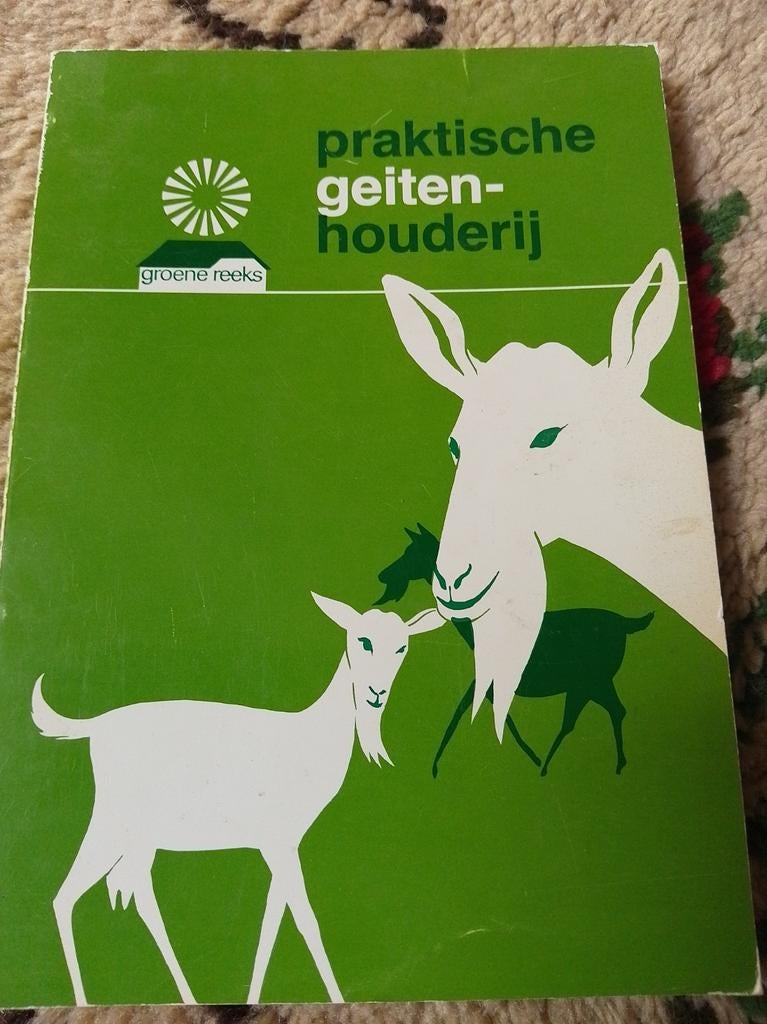 praktische
geiten-
houderij
groene reeks